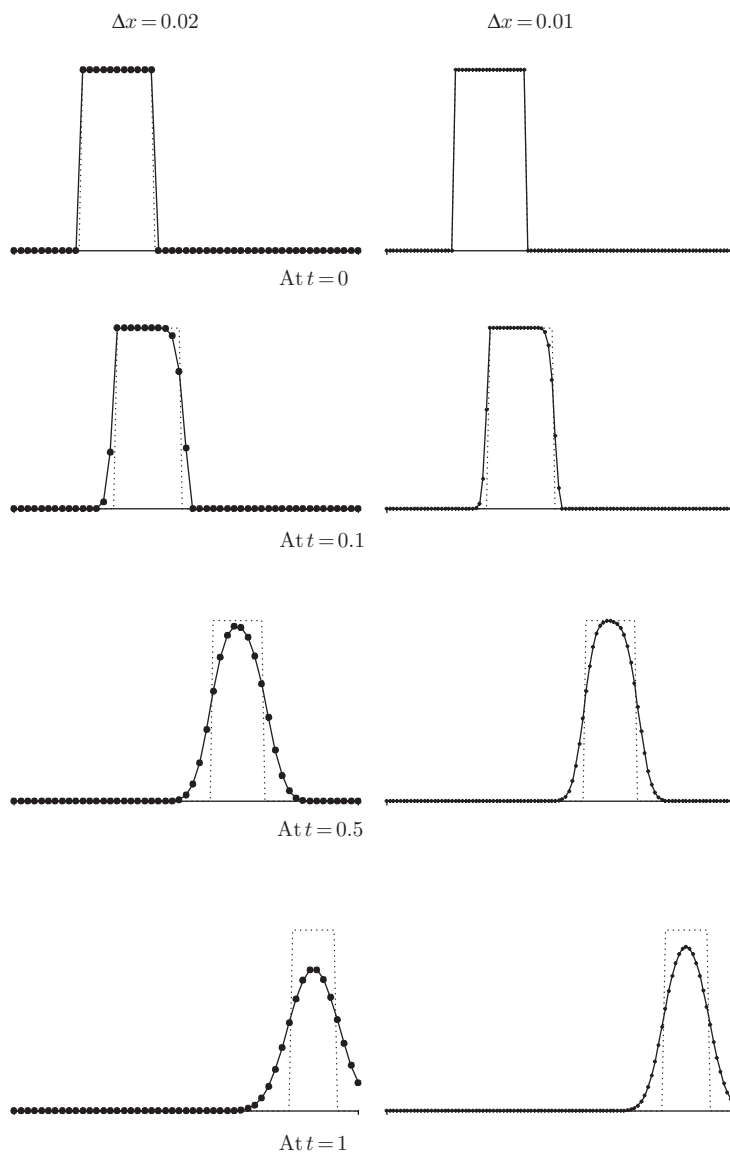 Δx = 0.02
Δx = 0.01
At t = 0
At t = 0.1
At t = 0.5
At t = 1